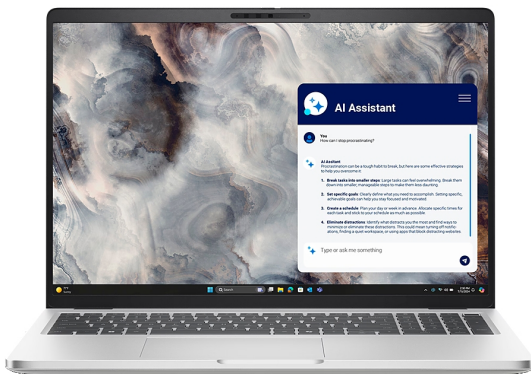 AI Assistant
You
How can I stop procrastinating?
AI Assitant
Procrastination can be a tough habit to break, but here are some effective strategies
to help you overcome it
1. Break tasks into smaller steps: Large tasks can feel overwhelming. Break them
down into smaller, manageable steps to make them less daunting
2. Set specific goals: Clearly define what you need to accomplish. Setting specific,
achievable goals can help you stay focused and motivated
3. Create a schedule: Plan your day or week in advance. Allocate specific times for
each task and stick to your schedule as much as possible
4. Eliminate distractions: Identify what distracts you the most and find ways to
minimize or eliminate these distractions. This could mean turning off notific-
ations, finding a quiet workspace, or using apps that block distracting websites
Type or ask me something
Search